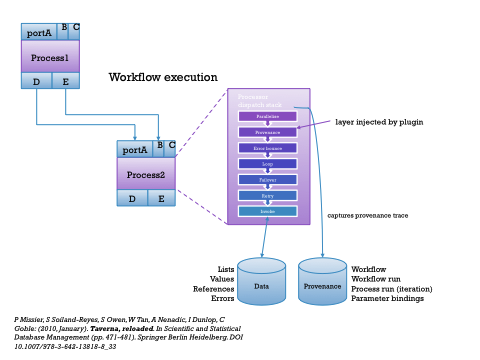 portA B C
Process1
D E
Workflow execution
portA B C
Process2
D E
Processor
dispatch stack
Parallelize
Provenance
Error bounce
Loop
Failover
Retry
Invoke
layer injected by plugin
captures provenance trace
Lists
Values
References
Errors
Data
Provenance
Workflow
Workflow run
Process run (iteration)
Parameter bindings
P Missier, S Soiland-Reyes, S Owen, W Tan, A Nenadic, I Dunlop, C
Goble: (2010, January). Taverna, reloaded. In Scientific and Statistical
Database Management (pp. 471-481). Springer Berlin Heidelberg. DOI
10.1007/978-3-642-13818-8_33